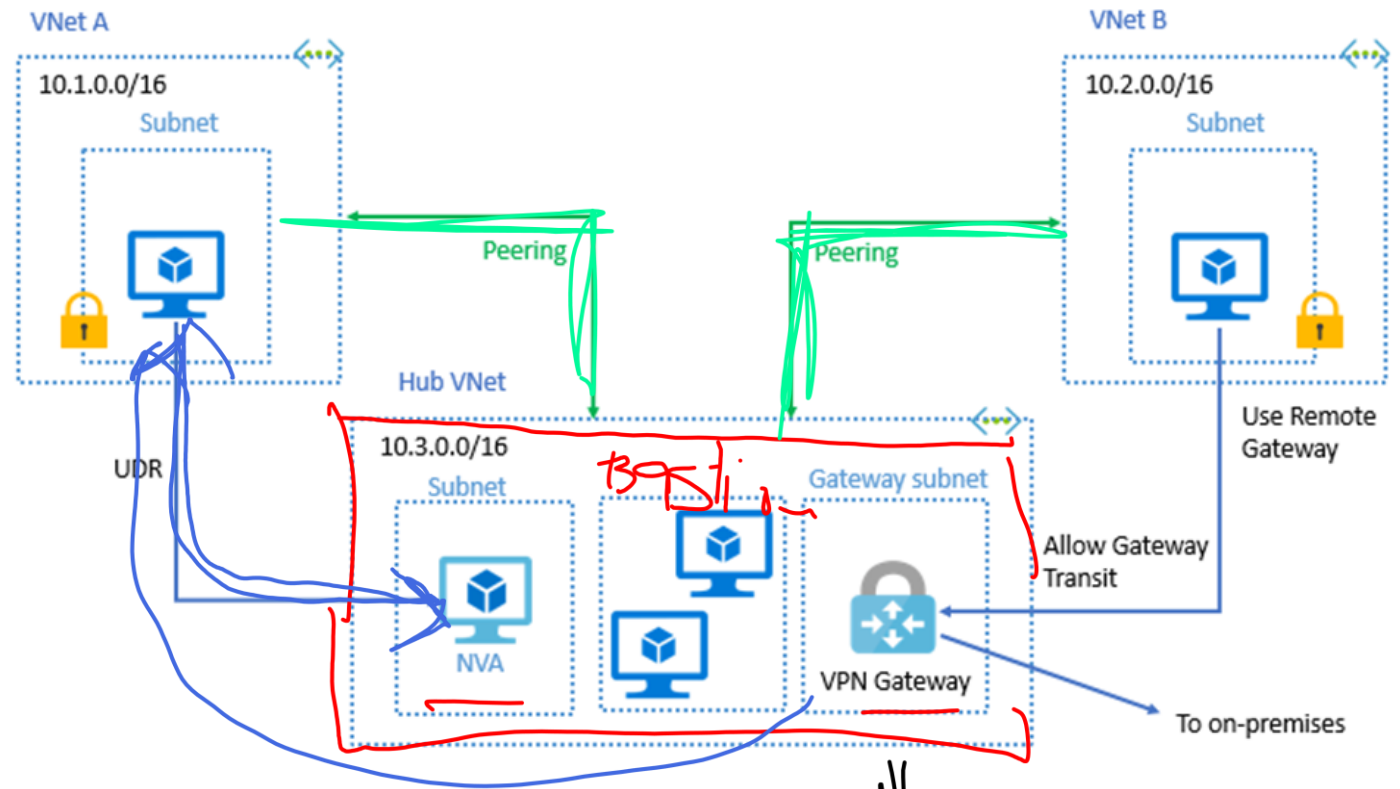 VNet A
VNet B
10.1.0.0/16
10.2.0.0/16
Subnet
Subnet
Peering
Peering
Hub VNet
Use Remote
Gateway
10.3.0.0/16
UDR
Bastion
Subnet
Gateway subnet
Allow Gateway
Transit
NVA
VPN Gateway
To on-premises